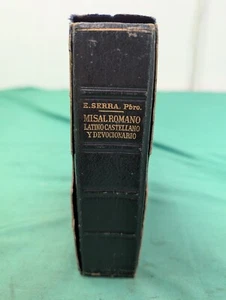 Z. SERRA. Pbro.
MISAL ROMANO
LATINO CASTELLANO
Y DEVOCIONARIO